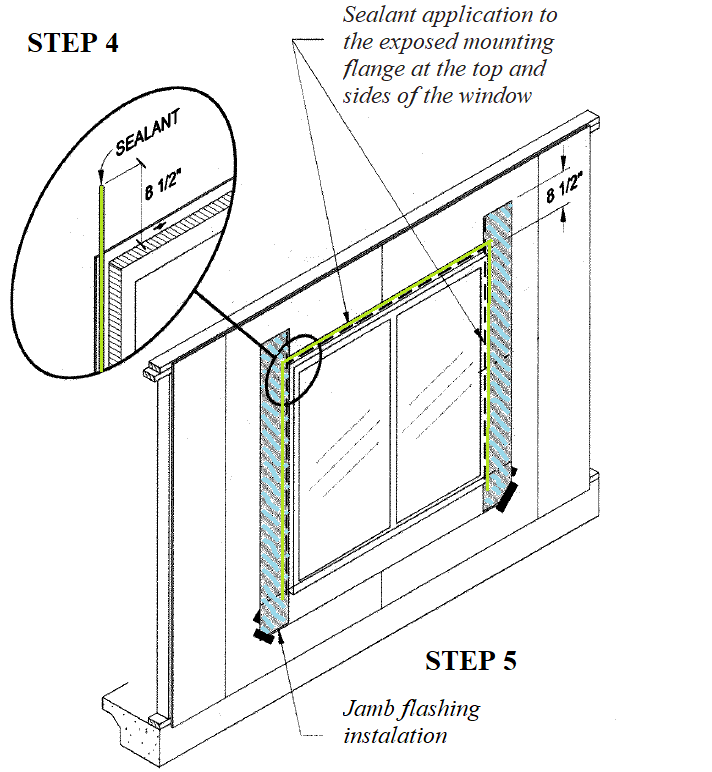 STEP 4
Sealant application to
the exposed mounting
flange at the top and
sides of the window
SEALANT
8 1/2"
8 1/2"
STEP 5
Jamb flashing
instalation